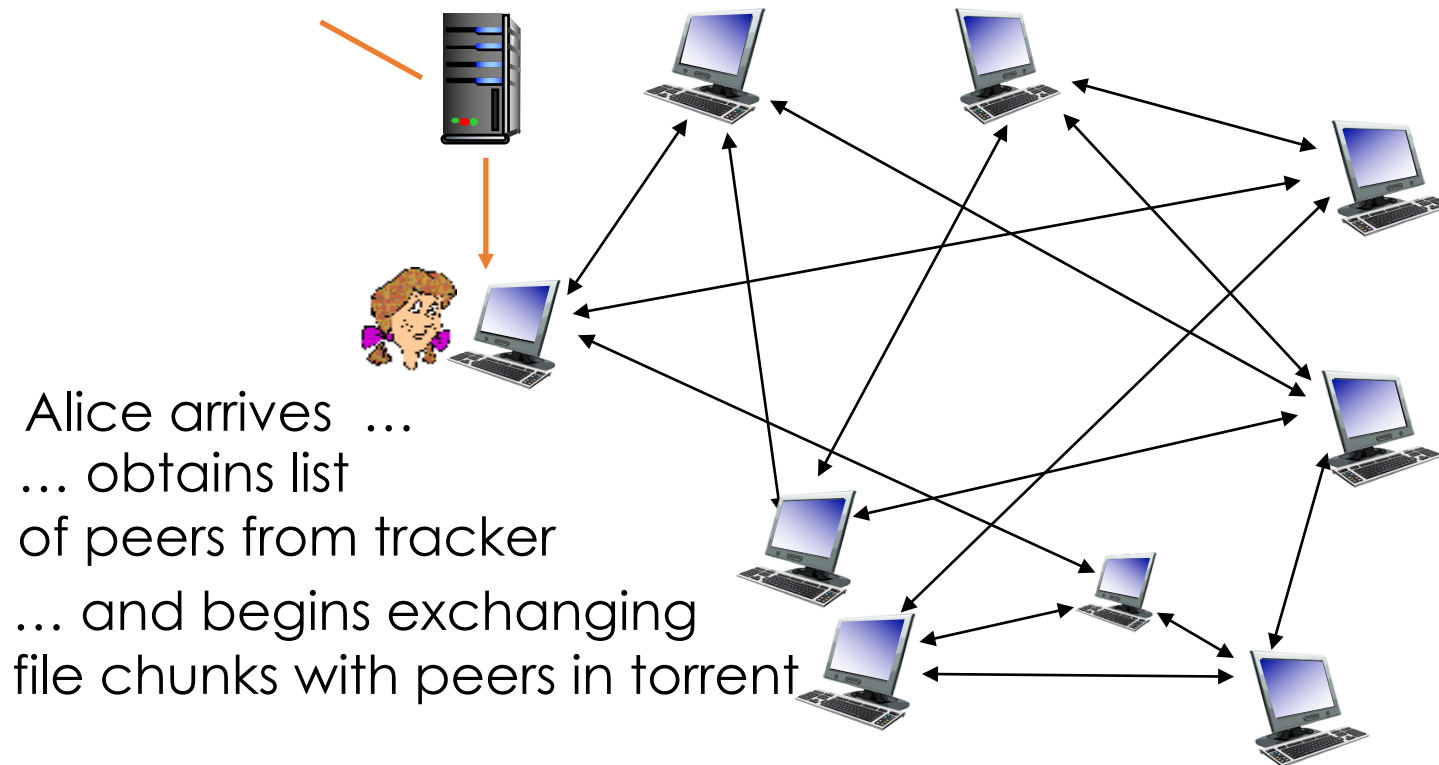 Alice arrives …
… obtains list
of peers from tracker
… and begins exchanging
file chunks with peers in torrent